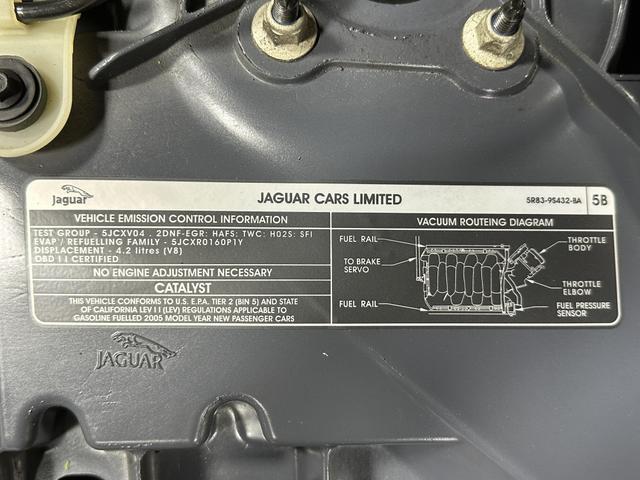 Jaguar
JAGUAR CARS LIMITED
5R83-9S432-BA
5B
VEHICLE EMISSION CONTROL INFORMATION
TEST GROUP - 5JCXV04 . 2DNF-EGR: HAFS: TWC: HO2S: SFI
EVAP / REFUELLING FAMILY - 5JCXR0160P1Y
DISPLACEMENT - 4.2 litres (V8)
OBD II CERTIFIED
NO ENGINE ADJUSTMENT NECESSARY
CATALYST
THIS VEHICLE CONFORMS TO U.S. E.P.A. TIER 2 (BIN 5) AND STATE
OF CALIFORNIA LEV II (LEV) REGULATIONS APPLICABLE TO
GASOLINE FUELLED 2005 MODEL YEAR NEW PASSENGER CARS
VACUUM ROUTEING DIAGRAM
FUEL RAIL
TO BRAKE
SERVO
FUEL RAIL
THROTTLE
BODY
THROTTLE
ELBOW
FUEL PRESSURE
SENSOR
JAGUAR